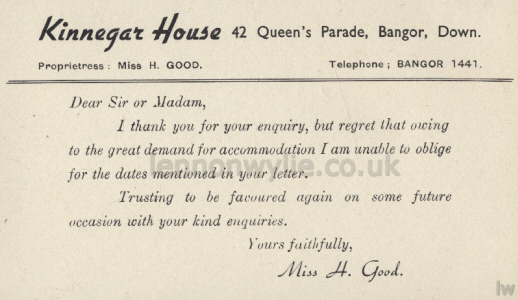 Kinnegar House 42 Queen's Parade, Bangor, Down.
Proprietress : Miss H. GOOD. Telephone ; BANGOR 1441.
Dear Sir or Madam,
I thank you for your enquiry, but regret that owing
to the great demand for accommodation I am unable to oblige
for the dates mentioned in your letter.
lennonwylie.co.uk
Trusting to be favoured again on some future
occasion with your kind enquiries.
Yours faithfully,
Miss H. Good.
lw